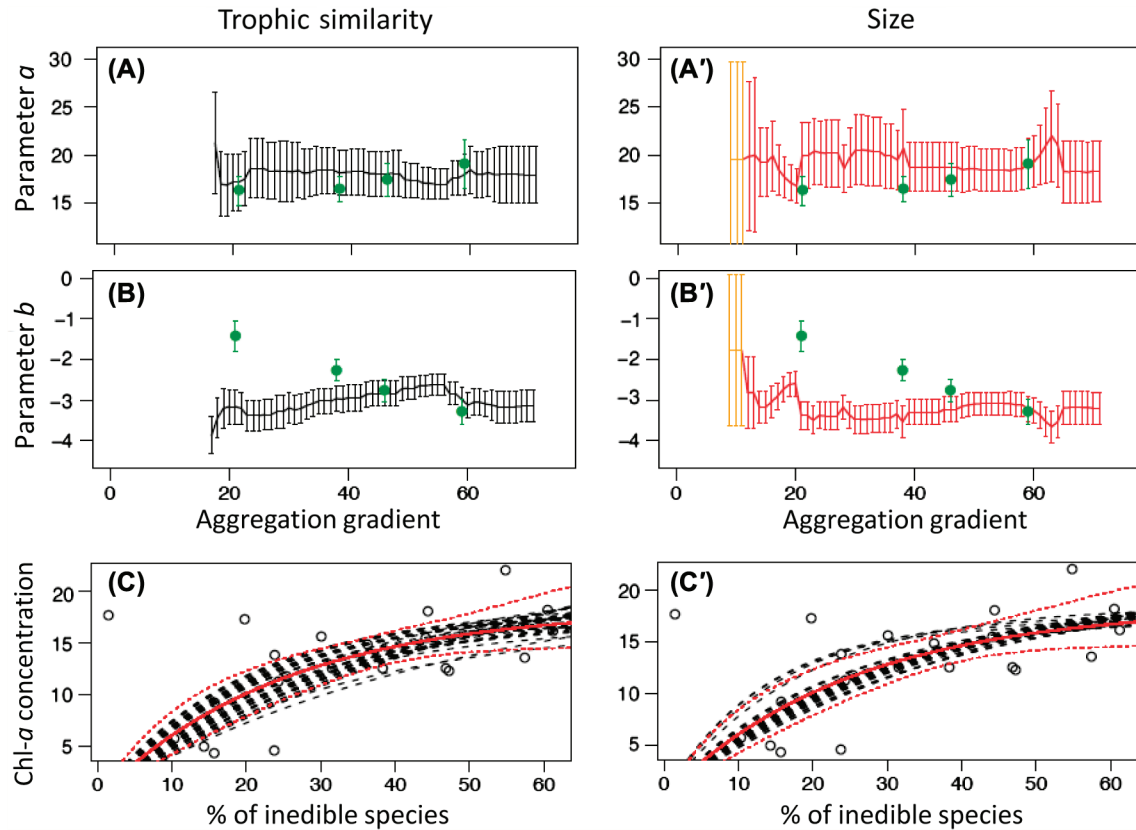 Trophic similarity
Size
Parameter a
30
25
20
15
(A)
30
25
20
15
(A′)
Parameter b
0
−1
−2
−3
−4
(B)
0 20 40 60
Aggregation gradient
0
−1
−2
−3
−4
(B′)
0 20 40 60
Aggregation gradient
Chl-a concentration
20
15
10
5
(C)
0 10 20 30 40 50 60
% of inedible species
20
15
10
5
(C′)
0 10 20 30 40 50 60
% of inedible species